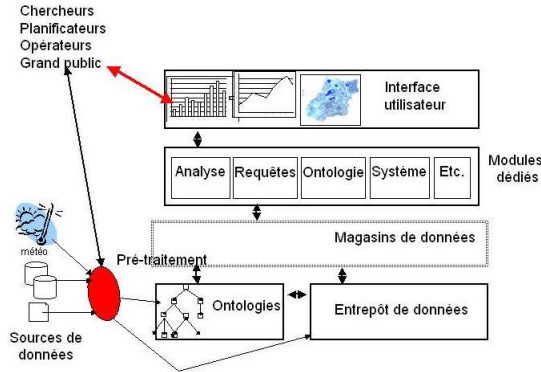 Chercheurs
Planificateurs
Opérateurs
Grand public
Interface
utilisateur
Analyse
Requêtes
Ontologie
Système
Etc.
Modules
dédiés
Magasins de données
météo
Pré-traitement
Ontologies
Entrepôt de données
Sources de
données